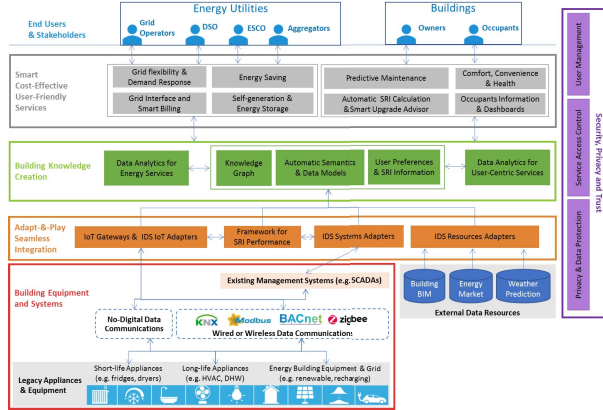 Energy Utilities
Buildings
End Users
& Stakeholders
Grid
Operators
DSO
ESCO
Aggregators
Owners
Occupants
Smart
Cost-Effective
User-Friendly
Services
Grid flexibility &
Demand Response
Energy Saving
Grid Interface and
Smart Billing
Self-generation &
Energy Storage
Predictive Maintenance
Comfort, Convenience
& Health
Automatic SRI Calculation
& Smart Upgrade Advisor
Occupants Information
& Dashboards
Building Knowledge
Creation
Data Analytics for
Energy Services
Knowledge
Graph
Automatic Semantics
& Data Models
User Preferences
& SRI Information
Data Analytics for
User-Centric Services
Adapt-&-Play
Seamless
Integration
IoT Gateways & IDS IoT Adapters
Framework for
SRI Performance
IDS Systems Adapters
IDS Resources Adapters
Building Equipment
and Systems
Existing Management Systems (e.g. SCADAs)
No-Digital Data
Communications
KNX
Modbus
BACnet
zigbee
Wired or Wireless Data Communications
Building
BIM
Energy
Market
Weather
Prediction
External Data Resources
Legacy Appliances
& Equipment
Short-life Appliances
(e.g. fridges, dryers)
Long-life Appliances
(e.g. HVAC, DHW)
Energy Building Equipment & Grid
(e.g. renewable, recharging)
User Management
Service Access Control
Privacy & Data Protection
Security, Privacy and Trust